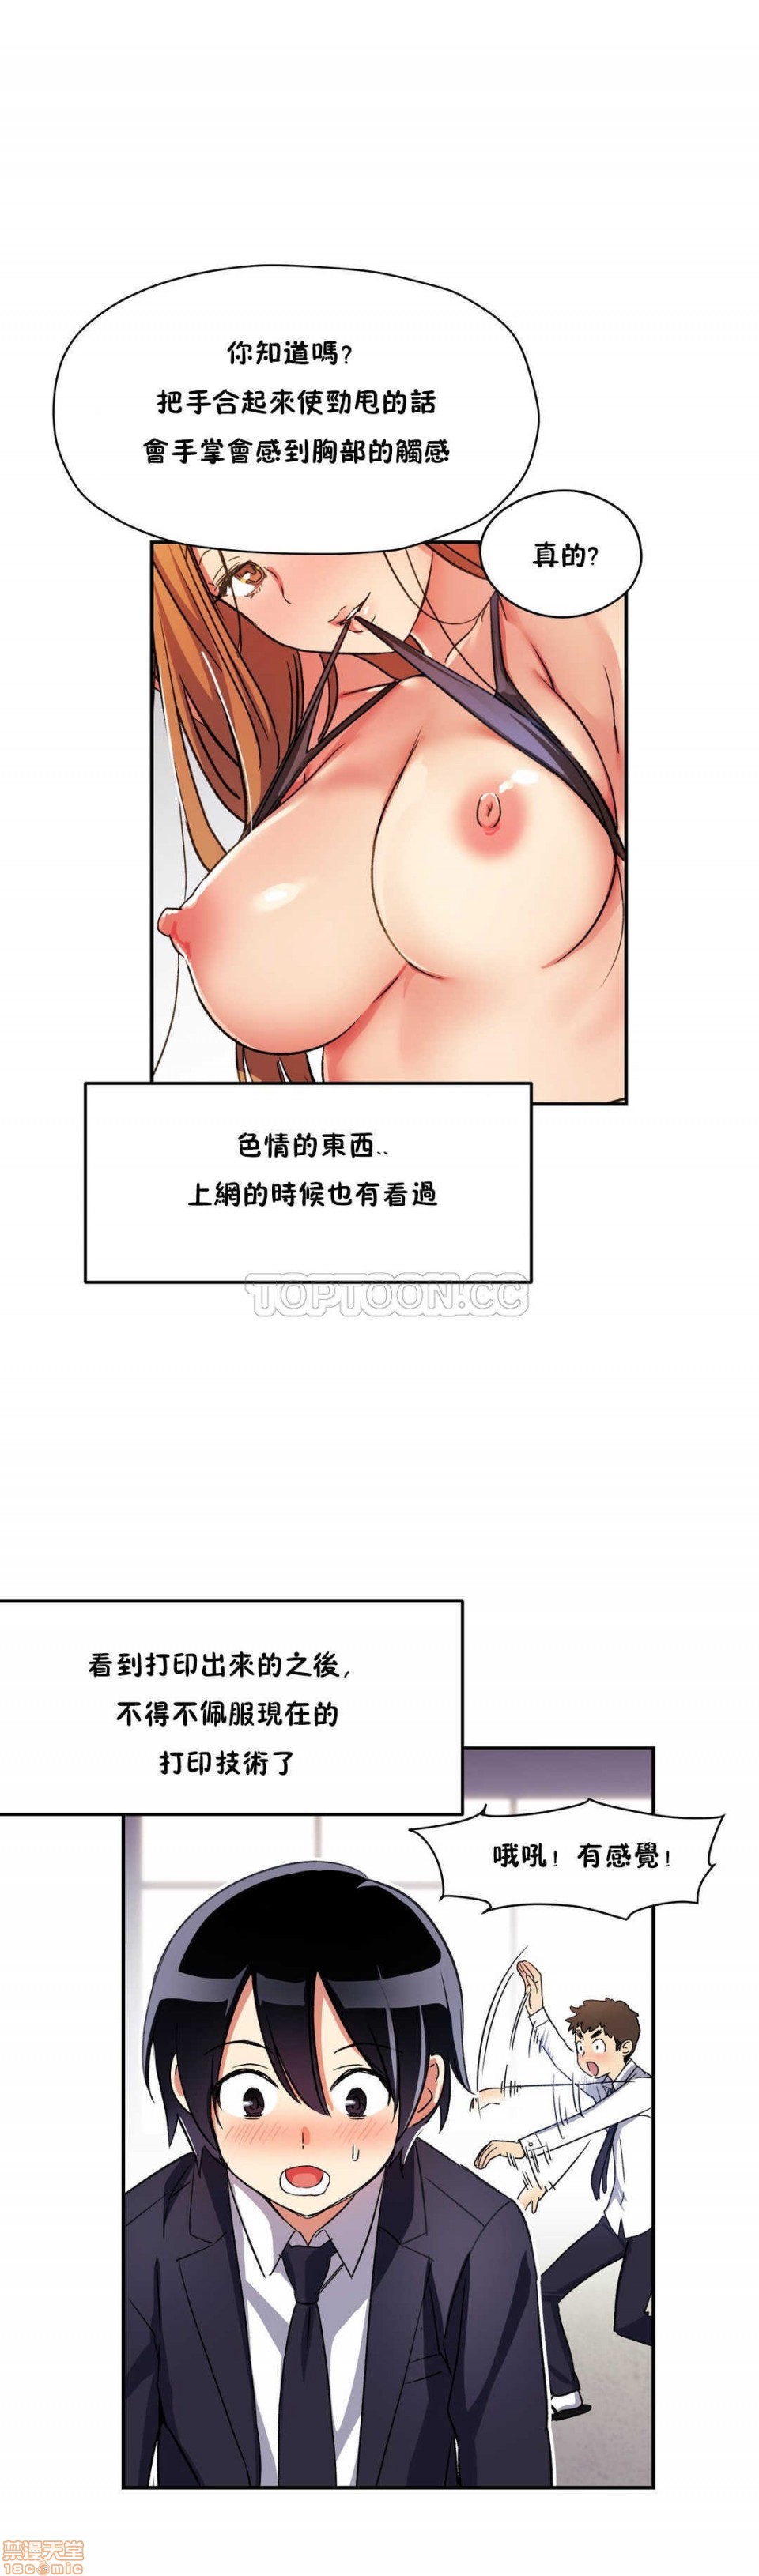 你知道嗎?
把手合起來使勁甩的話
會手掌會感到胸部的觸感
真的?
色情的東西..
上網的時候也有看過
TOPTOON.CC
看到打印出來的之後,
不得不佩服現在的
打印技術了
哦吼! 有感覺!
禁漫天堂
18comic